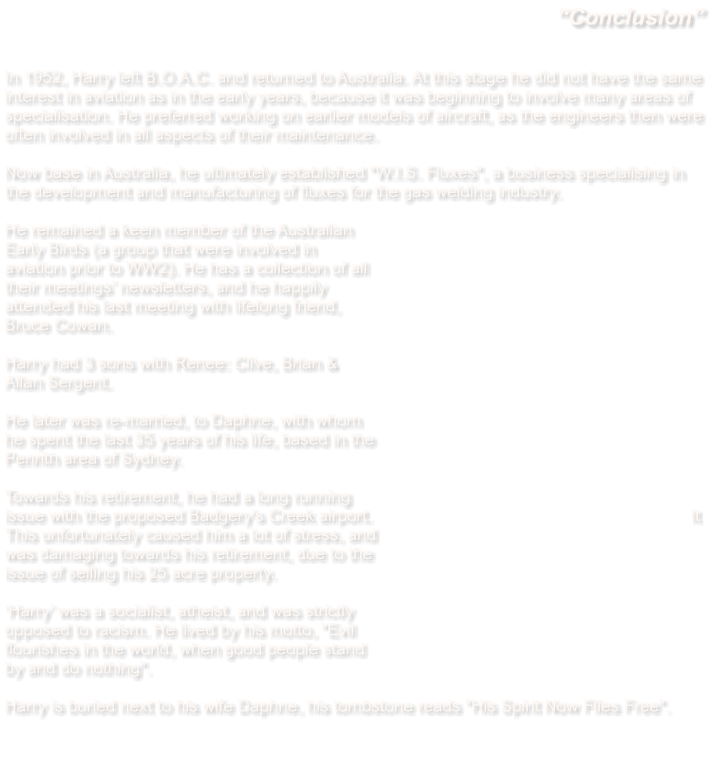 "Conclusion"
In 1952, Harry left B.O.A.C. and returned to Australia. At this stage he did not have the same
interest in aviation as in the early years, because it was beginning to involve many areas of
specialisation. He preferred working on earlier models of aircraft, as the engineers then were
often involved in all aspects of their maintenance.
Now base in Australia, he ultimately established "W.I.S. Fluxes", a business specialising in
the development and manufacturing of fluxes for the gas welding industry.
He remained a keen member of the Australian
Early Birds (a group that were involved in
aviation prior to WW2). He has a collection of all
their meetings' newsletters, and he happily
attended his last meeting with lifelong friend,
Bruce Cowan.
Harry had 3 sons with Renee: Clive, Brian &
Allan Sergent.
He later was re-married, to Daphne, with whom
he spent the last 35 years of his life, based in the
Penrith area of Sydney.
Towards his retirement, he had a long running
issue with the proposed Badgery's Creek airport. It
This unfortunately caused him a lot of stress, and
was damaging towards his retirement, due to the
issue of selling his 25 acre property.
'Harry' was a socialist, atheist, and was strictly
opposed to racism. He lived by his motto, "Evil
flourishes in the world, when good people stand
by and do nothing".
Harry is buried next to his wife Daphne, his tombstone reads "His Spirit Now Flies Free".